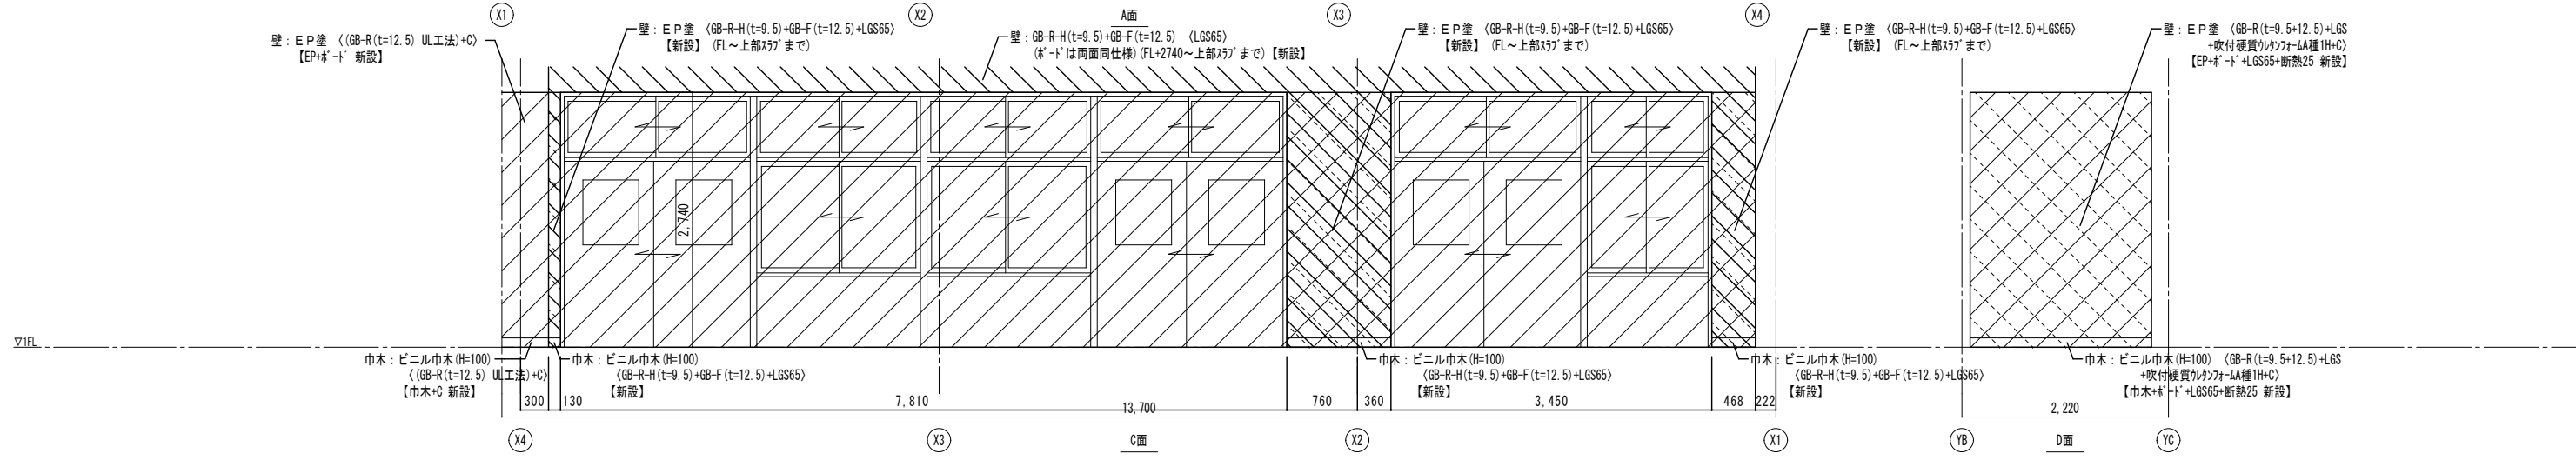 X1
X2
A面
X3
X4
壁：ＥＰ塗 〈(GB-R(t=12.5) UL工法)+C〉
【EP+ﾎﾞｰﾄﾞ 新設】
壁：ＥＰ塗 〈GB-R-H(t=9.5)+GB-F(t=12.5)+LGS65〉
【新設】 (FL～上部ｽﾗﾌﾞまで)
壁：GB-R-H(t=9.5)+GB-F(t=12.5) 〈LGS65〉
(ﾎﾞｰﾄﾞは両面同仕様)(FL+2740～上部ｽﾗﾌﾞまで)【新設】
壁：ＥＰ塗 〈GB-R-H(t=9.5)+GB-F(t=12.5)+LGS65〉
【新設】 (FL～上部ｽﾗﾌﾞまで)
壁：ＥＰ塗 〈GB-R-H(t=9.5)+GB-F(t=12.5)+LGS65〉
【新設】 (FL～上部ｽﾗﾌﾞまで)
壁：ＥＰ塗 〈GB-R(t=9.5+12.5)+LGS
+吹付硬質ｳﾚﾀﾝﾌｫｰﾑA種1H+C〉
【EP+ﾎﾞｰﾄﾞ+LGS65+断熱25 新設】
2,740
▽1FL
巾木：ビニル巾木(H=100)
〈(GB-R(t=12.5) UL工法)+C〉
【巾木+C 新設】
巾木：ビニル巾木(H=100)
〈GB-R-H(t=9.5)+GB-F(t=12.5)+LGS65〉
【新設】
巾木：ビニル巾木(H=100)
〈GB-R-H(t=9.5)+GB-F(t=12.5)+LGS65〉
【新設】
巾木：ビニル巾木(H=100)
〈GB-R-H(t=9.5)+GB-F(t=12.5)+LGS65〉
【新設】
巾木：ビニル巾木(H=100) 〈GB-R(t=9.5+12.5)+LGS
+吹付硬質ｳﾚﾀﾝﾌｫｰﾑA種1H+C〉
【巾木+ﾎﾞｰﾄﾞ+LGS65+断熱25 新設】
300
130
7,810
760
360
3,450
468
222
13,700
2,220
X4
X3
C面
X2
X1
YB
D面
YC